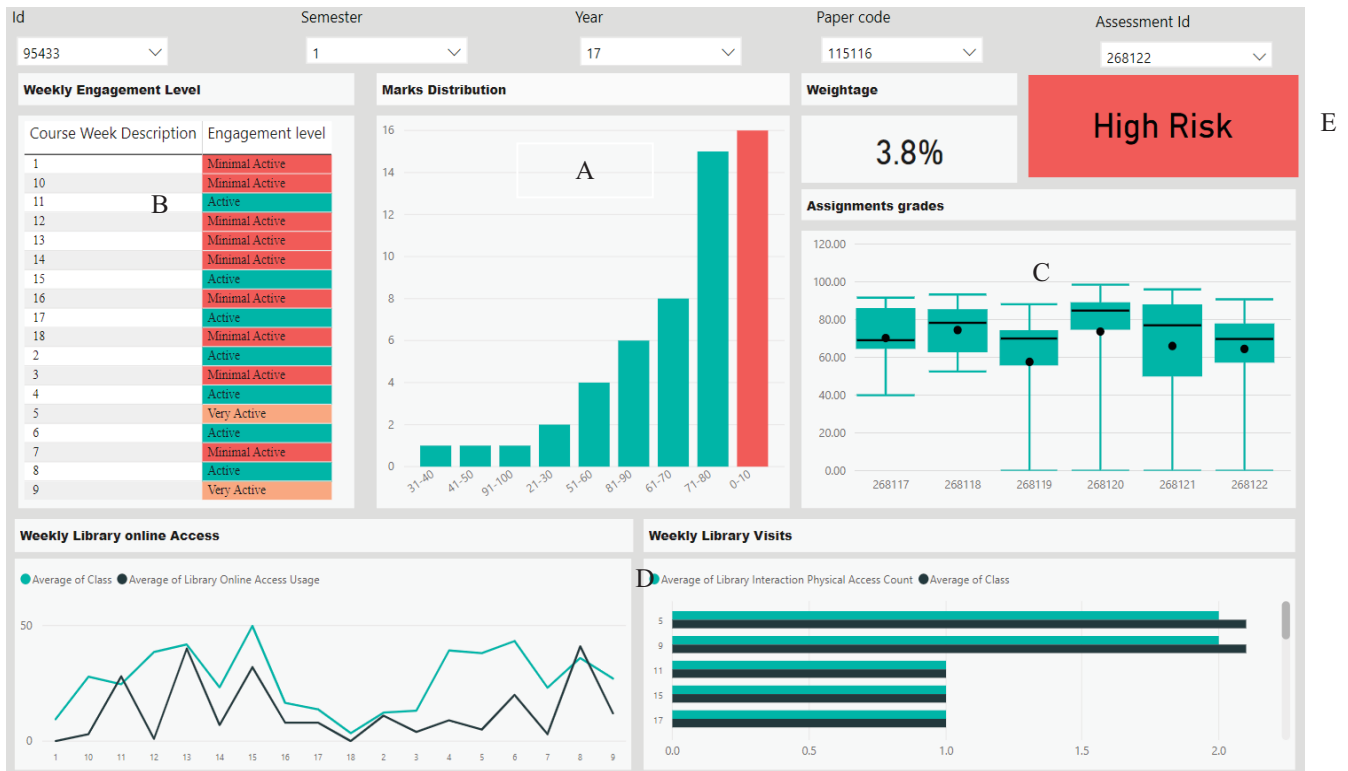 Id Semester Year Paper code Assessment Id
95433 1 17 115116 268122
Weekly Engagement Level
Course Week Description Engagement level
1 Minimal Active
10 Minimal Active
11 Active
12 Minimal Active
13 Minimal Active
14 Minimal Active
15 Active
16 Minimal Active
17 Active
18 Minimal Active
2 Active
3 Minimal Active
4 Active
5 Very Active
6 Active
7 Minimal Active
8 Active
9 Very Active
B
Marks Distribution
16
14
12
10
8
6
4
2
0
A
31-40 41-50 91-100 21-30 51-60 81-90 61-70 71-80 0-10
Weightage
3.8%
High Risk
E
Assignments grades
120.00
100.00
80.00
60.00
40.00
20.00
0.00
C
268117 268118 268119 268120 268121 268122
Weekly Library online Access
Average of Class Average of Library Online Access Usage
50
0
1 10 11 12 13 14 15 16 17 18 2 3 4 5 6 7 8 9
Weekly Library Visits
D
Average of Library Interaction Physical Access Count Average of Class
5
9
11
15
17
0.0 0.5 1.0 1.5 2.0